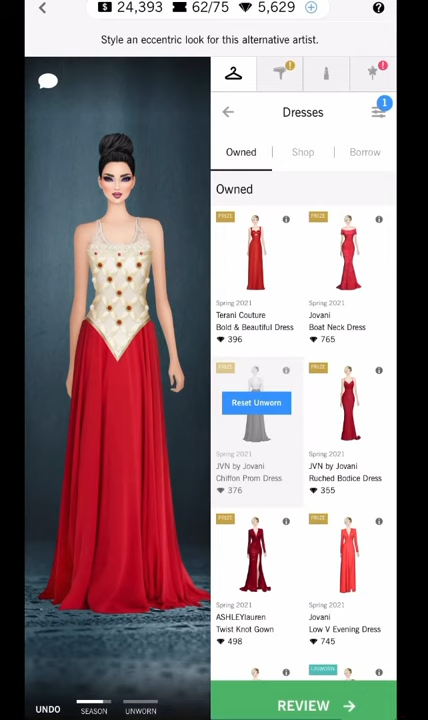 $ 24,393 62/75 5,629
?
Style an eccentric look for this alternative artist.
!
!
Dresses
1
Owned
Shop
Borrow
Owned
PRIZE
Spring 2021
Terani Couture
Bold & Beautiful Dress
396
PRIZE
Spring 2021
Jovani
Boat Neck Dress
765
PRIZE
Reset Unworn
Spring 2021
JVN by Jovani
Chiffon Prom Dress
376
PRIZE
Spring 2021
JVN by Jovani
Ruched Bodice Dress
355
PRIZE
Spring 2021
ASHLEYlauren
Twist Knot Gown
498
PRIZE
Spring 2021
Jovani
Low V Evening Dress
745
UNWORN
UNDO
SEASON
UNWORN
REVIEW